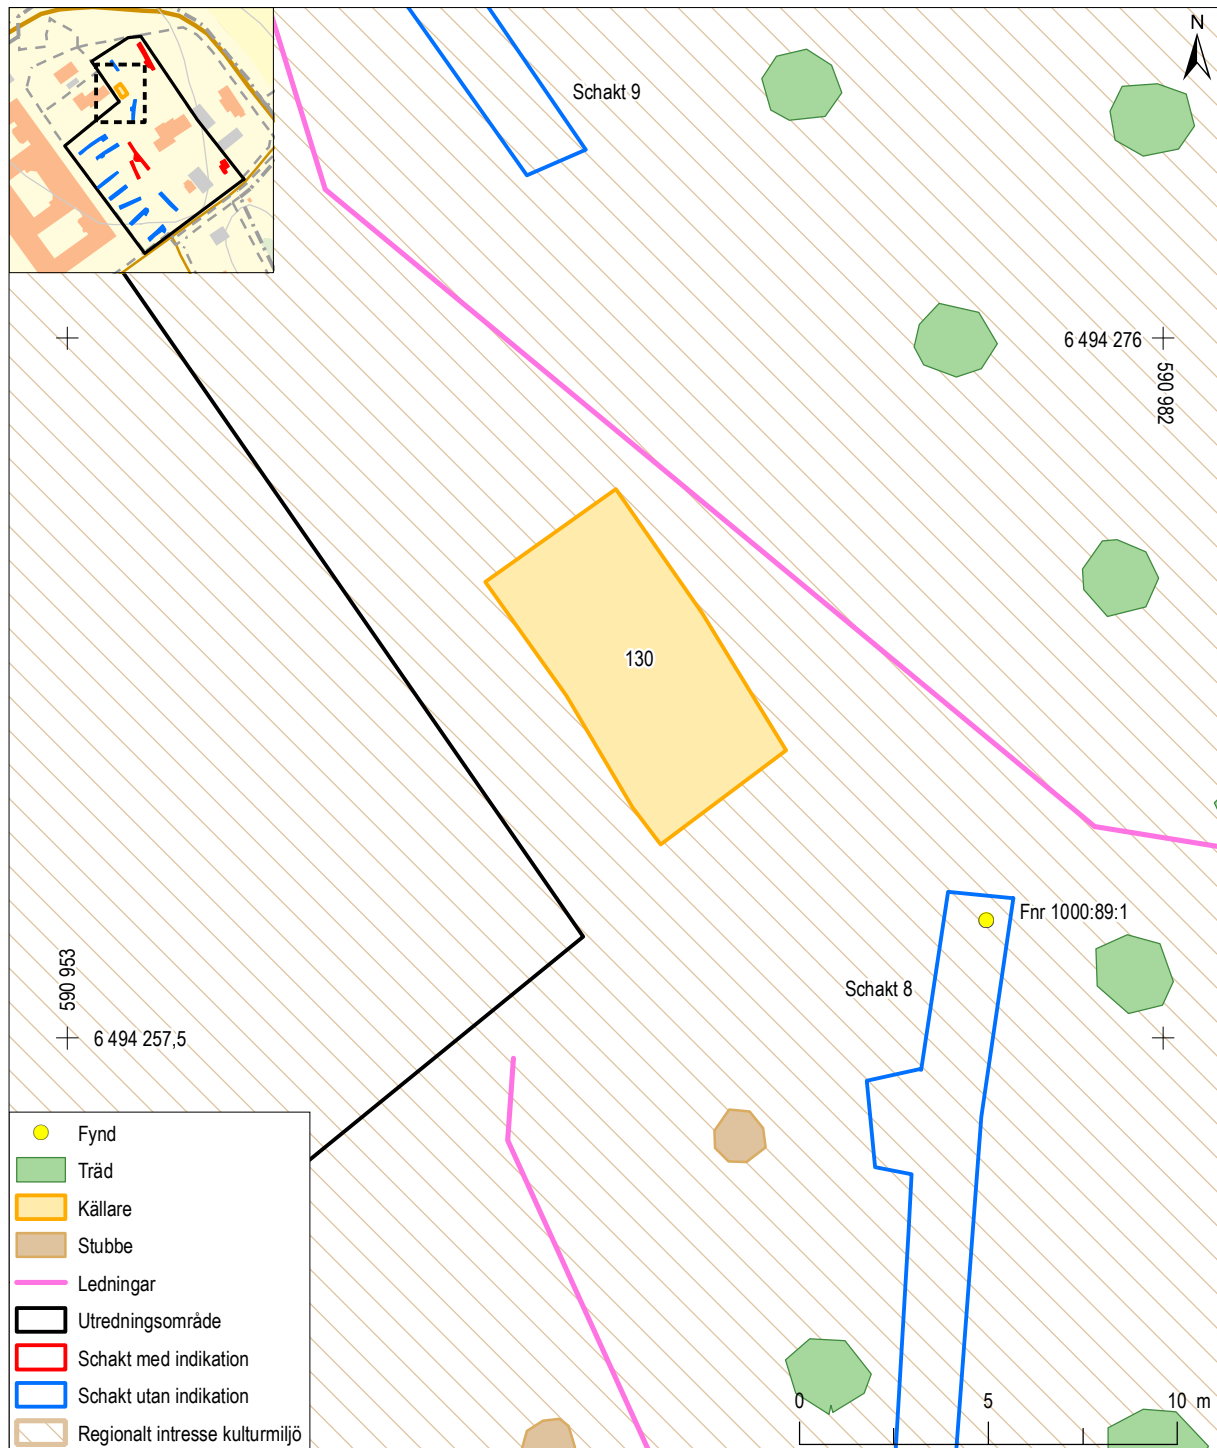 N
Schakt 9
6 494 276
590 982
130
Fnr 1000:89:1
590 953
Schakt 8
6 494 257,5
Fynd
Träd
Källare
Stubbe
Ledningar
Utredningsområde
Schakt med indikation
Schakt utan indikation
Regionalt intresse kulturmiljö
0 5 10 m